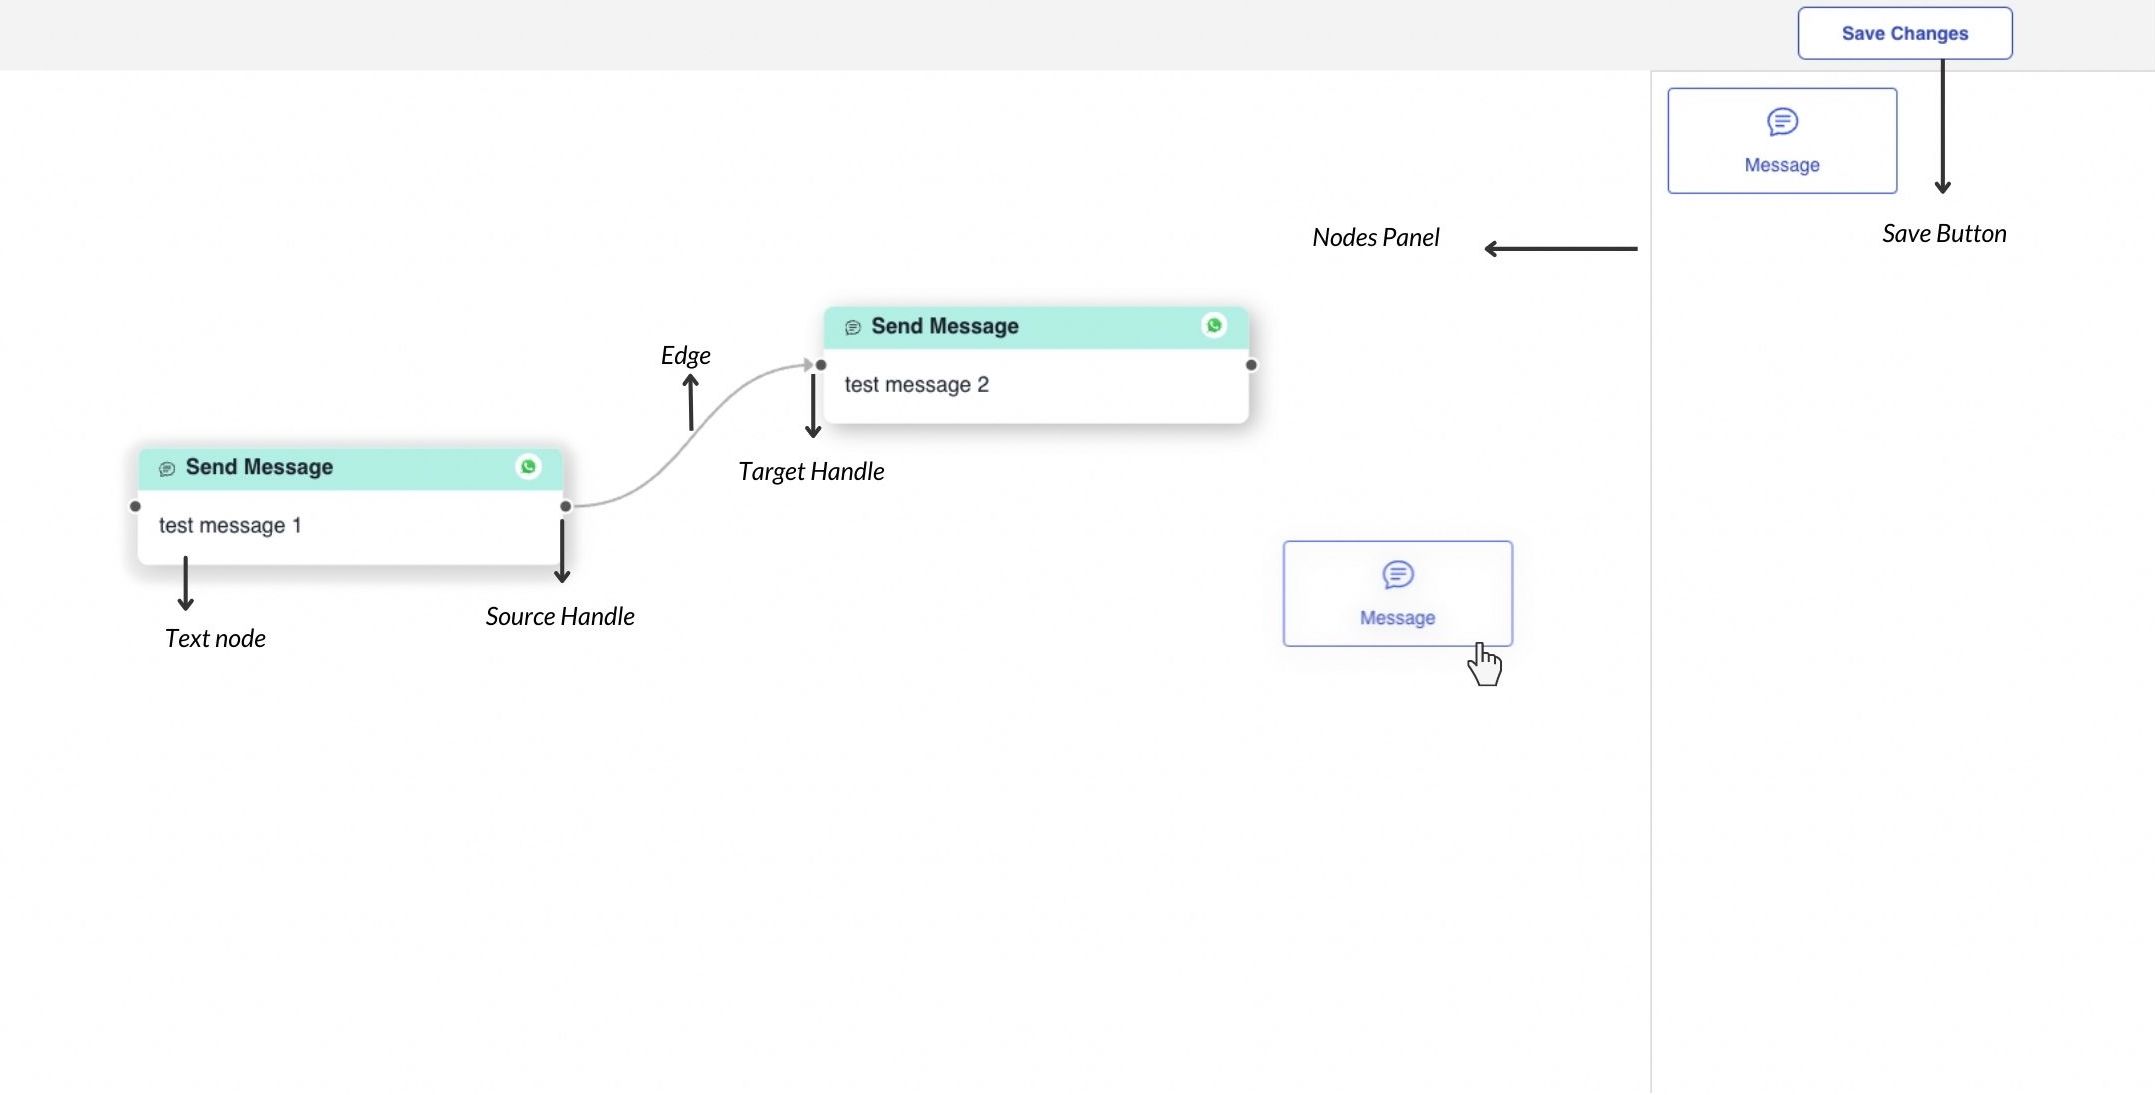 Save Changes
Message
Save Button
Nodes Panel
Send Message
test message 2
Edge
Target Handle
Send Message
test message 1
Source Handle
Text node
Message